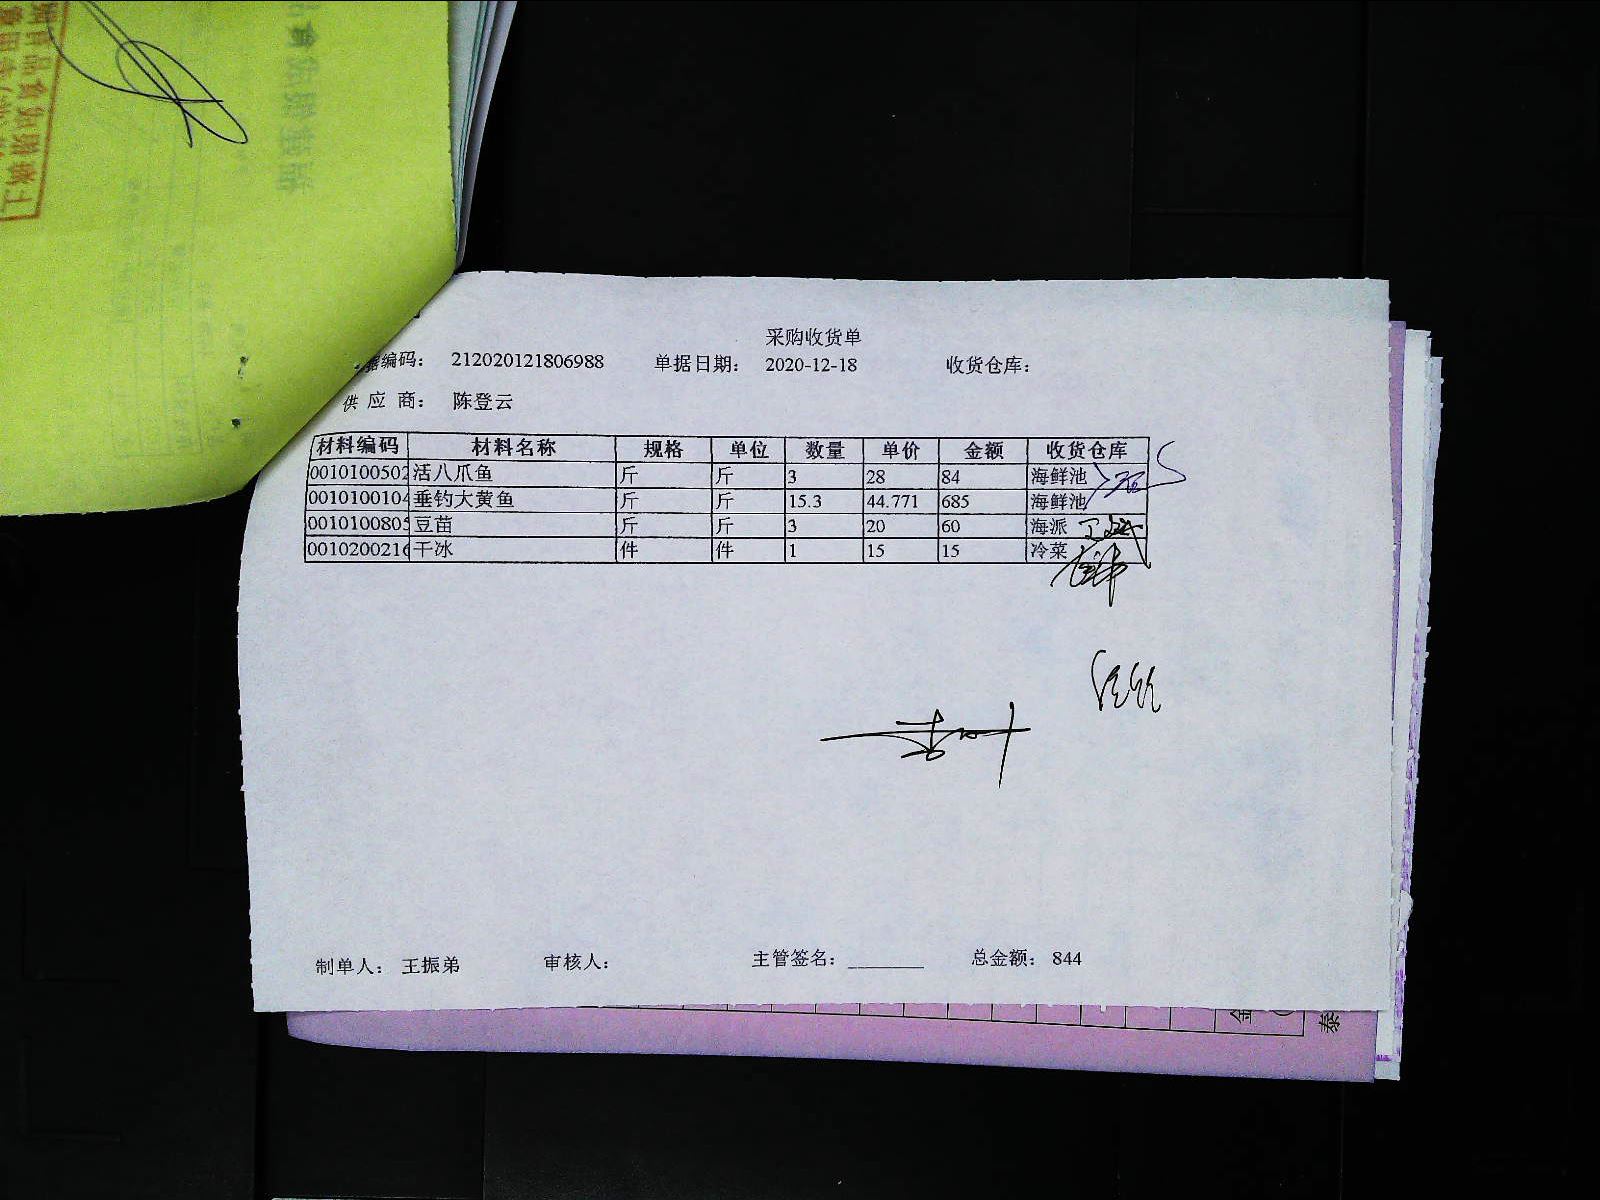 采购收货单
编码: 212020121806988 单据日期: 2020-12-18 收货仓库:
供应商: 陈登云
材料编码 材料名称 规格 单位 数量 单价 金额 收货仓库
0010100502 活八爪鱼 斤 斤 3 28 84 海鲜池
0010100104 垂钓大黄鱼 斤 斤 15.3 44.771 685 海鲜池
0010100805 豆苗 斤 斤 3 20 60 海派
0010200216 干冰 件 件 1 15 15 冷菜
制单人: 王振弟 审核人: 主管签名: ________ 总金额: 844